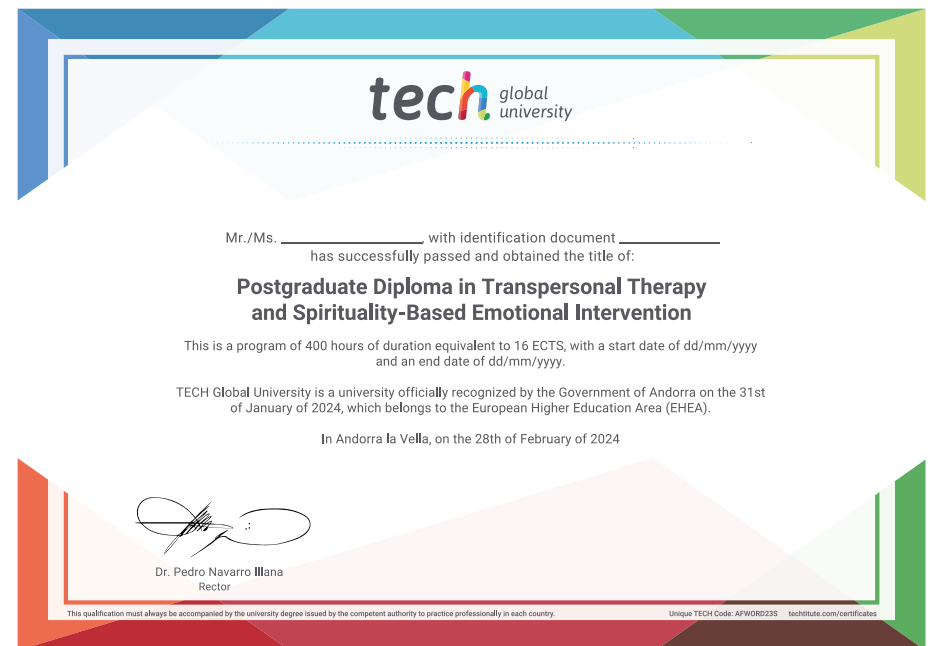 tech global university
Mr./Ms. ____________________, with identification document ______________
has successfully passed and obtained the title of:
Postgraduate Diploma in Transpersonal Therapy
and Spirituality-Based Emotional Intervention
This is a program of 400 hours of duration equivalent to 16 ECTS, with a start date of dd/mm/yyyy
and an end date of dd/mm/yyyy.
TECH Global University is a university officially recognized by the Government of Andorra on the 31st
of January of 2024, which belongs to the European Higher Education Area (EHEA).
In Andorra la Vella, on the 28th of February of 2024
Dr. Pedro Navarro Illana
Rector
This qualification must always be accompanied by the university degree issued by the competent authority to practice professionally in each country.
Unique TECH Code: AFWORD23S techtitute.com/certificates